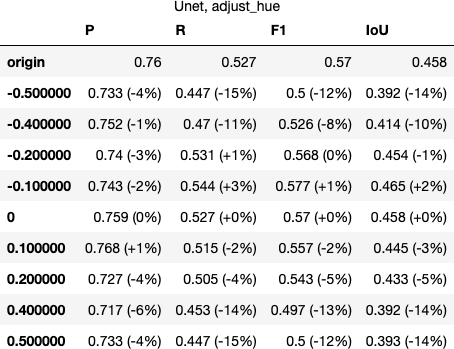 Unet, adjust_hue
P R F1 IoU
origin 0.76 0.527 0.57 0.458
-0.500000 0.733 (-4%) 0.447 (-15%) 0.5 (-12%) 0.392 (-14%)
-0.400000 0.752 (-1%) 0.47 (-11%) 0.526 (-8%) 0.414 (-10%)
-0.200000 0.74 (-3%) 0.531 (+1%) 0.568 (0%) 0.454 (-1%)
-0.100000 0.743 (-2%) 0.544 (+3%) 0.577 (+1%) 0.465 (+2%)
0 0.759 (0%) 0.527 (+0%) 0.57 (+0%) 0.458 (+0%)
0.100000 0.768 (+1%) 0.515 (-2%) 0.557 (-2%) 0.445 (-3%)
0.200000 0.727 (-4%) 0.505 (-4%) 0.543 (-5%) 0.433 (-5%)
0.400000 0.717 (-6%) 0.453 (-14%) 0.497 (-13%) 0.392 (-14%)
0.500000 0.733 (-4%) 0.447 (-15%) 0.5 (-12%) 0.393 (-14%)